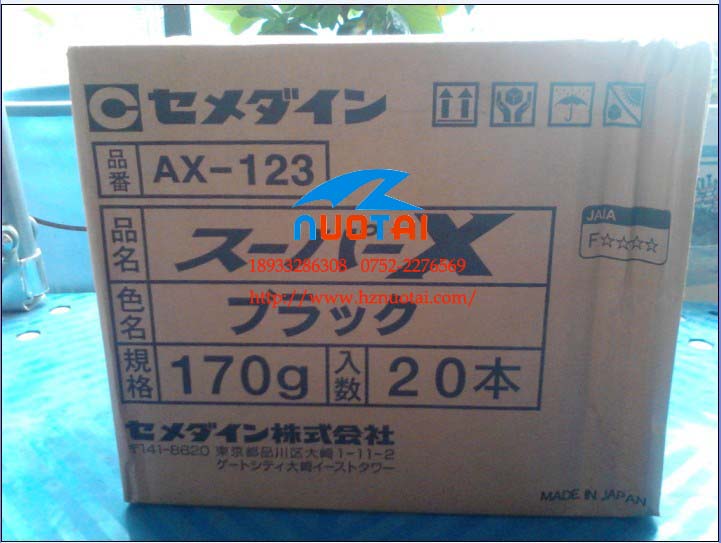 C セメダイン
品番 AX-123
JAIA
F☆☆☆☆
NUOTAI
品名 スーパーX
18933286308 0752-2276569
http://www.hznuotai.com/
色名 ブラック
規格 170g 入数 20本
セメダイン株式会社
〒141-8620 東京都品川区大崎1-11-2
ゲートシティ大崎イーストタワー
MADE IN JAPAN